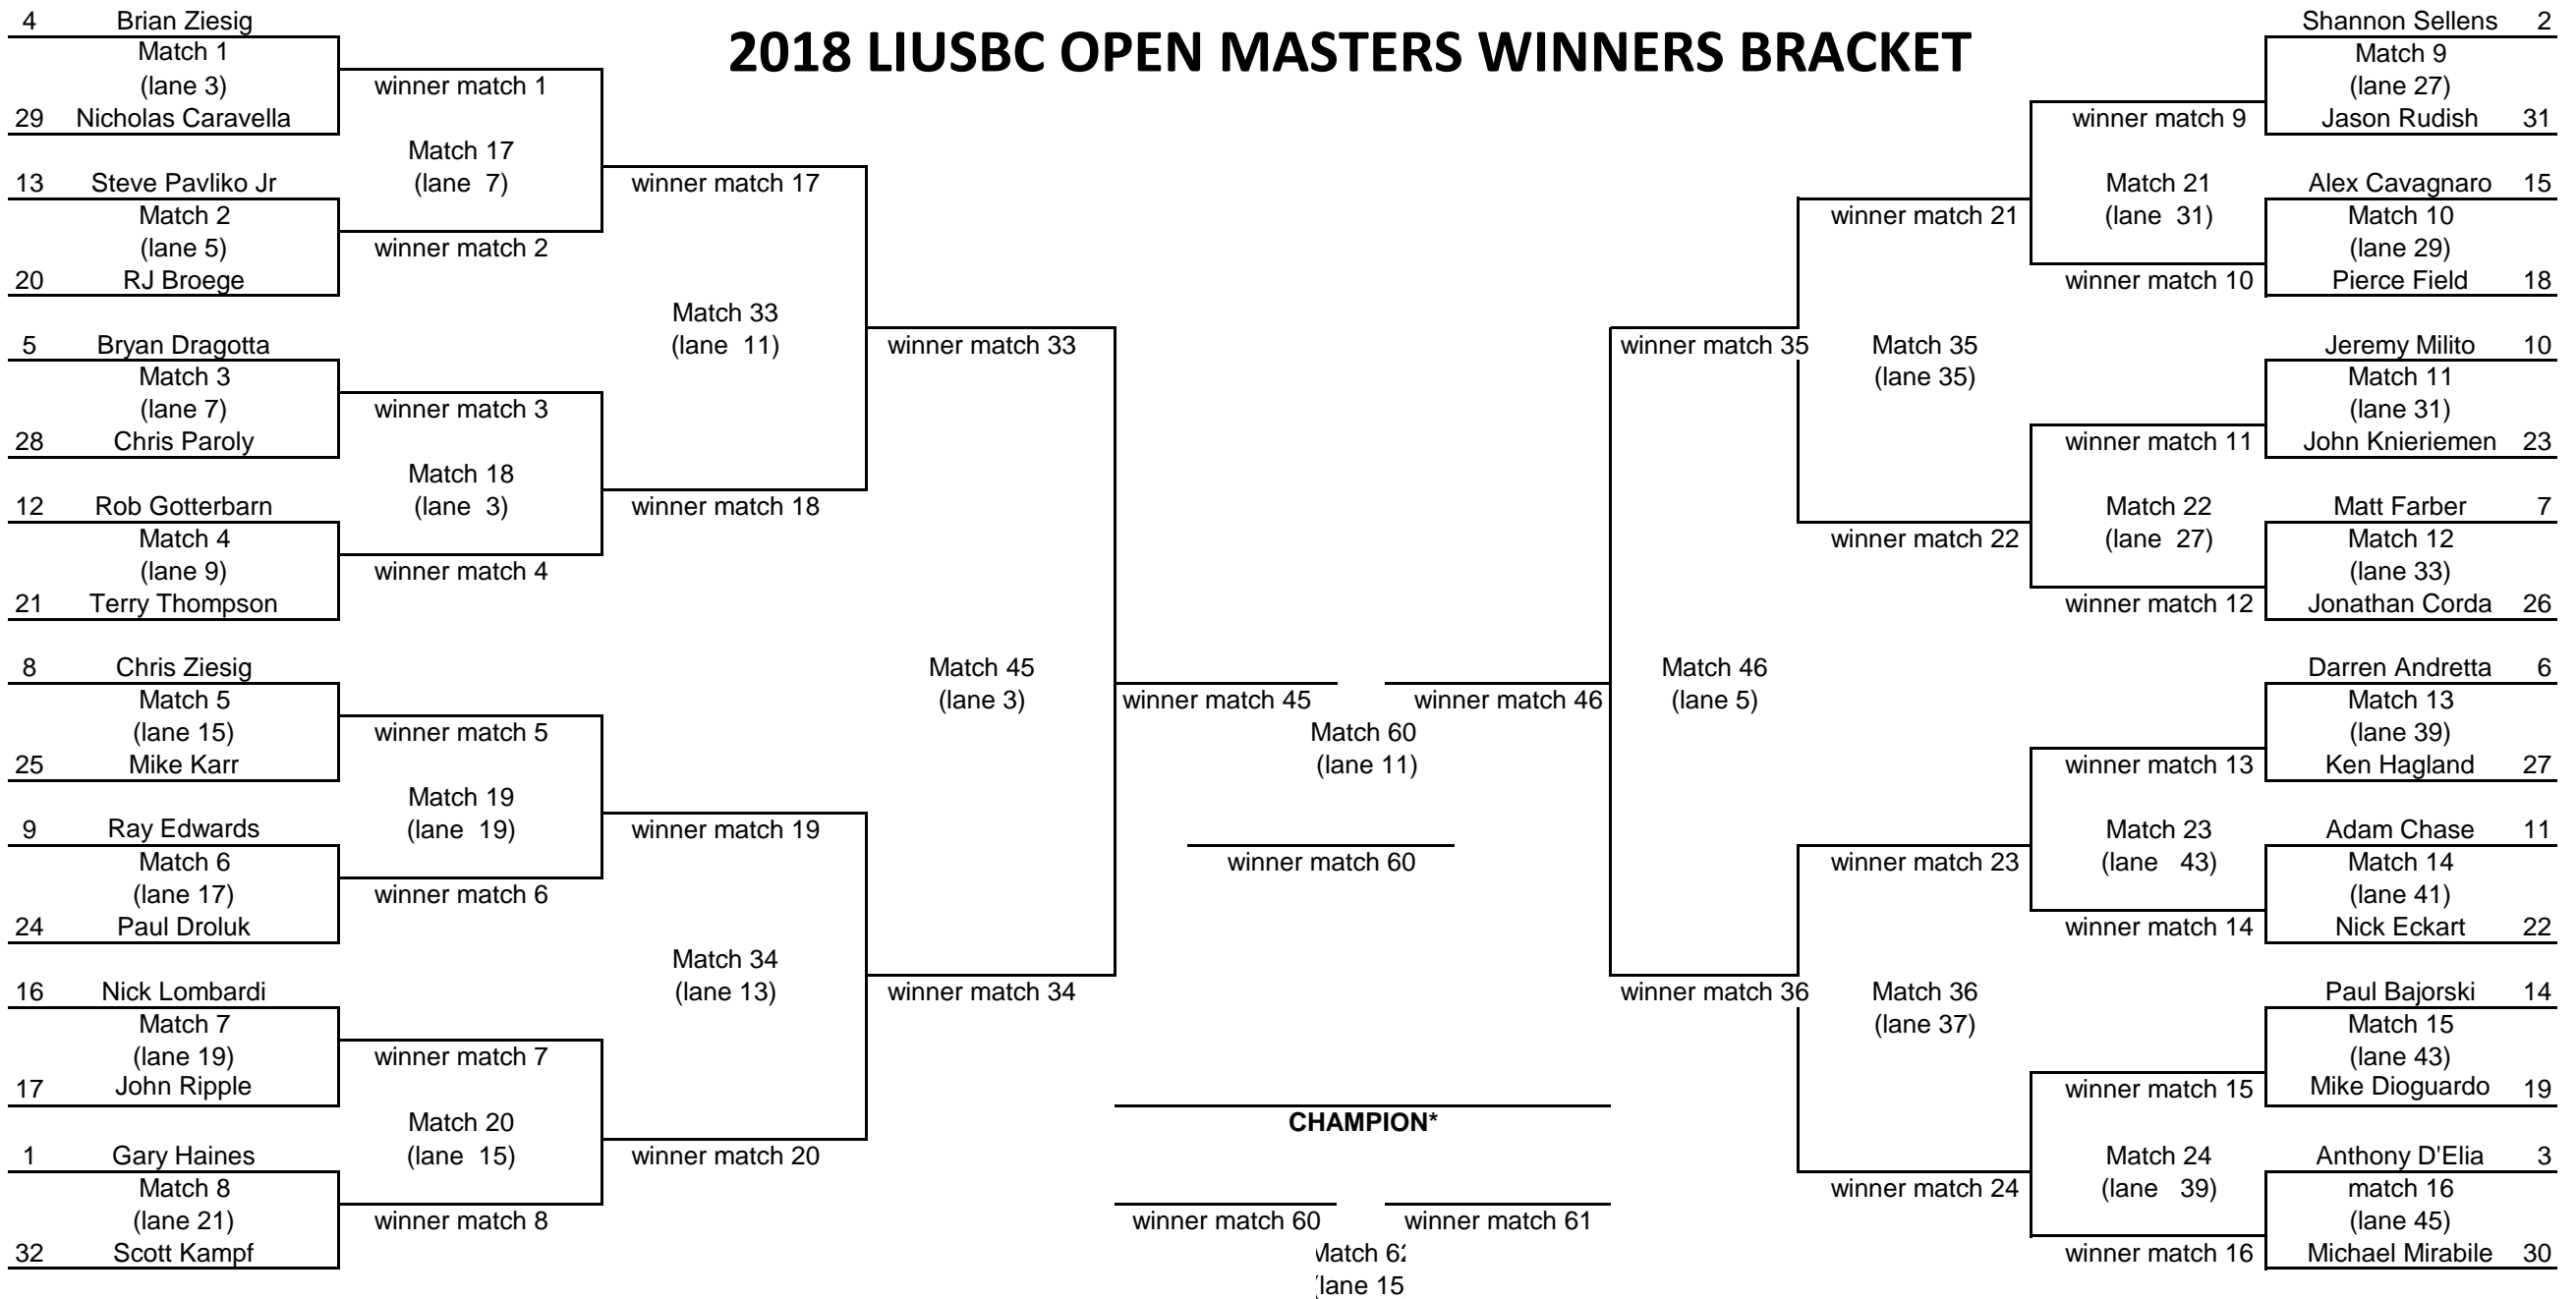 2018 LIUSBC OPEN MASTERS WINNERS BRACKET
4 Brian Ziesig
Match 1
(lane 3)
29 Nicholas Caravella
13 Steve Pavliko Jr
Match 2
(lane 5)
20 RJ Broege
5 Bryan Dragotta
Match 3
(lane 7)
28 Chris Paroly
12 Rob Gotterbarn
Match 4
(lane 9)
21 Terry Thompson
8 Chris Ziesig
Match 5
(lane 15)
25 Mike Karr
9 Ray Edwards
Match 6
(lane 17)
24 Paul Droluk
16 Nick Lombardi
Match 7
(lane 19)
17 John Ripple
1 Gary Haines
Match 8
(lane 21)
32 Scott Kampf
winner match 1
Match 17
(lane 7)
winner match 2
winner match 3
Match 18
(lane 3)
winner match 4
winner match 5
Match 19
(lane 19)
winner match 6
winner match 7
Match 20
(lane 15)
winner match 8
winner match 17
Match 33
(lane 11)
winner match 18
winner match 19
Match 34
(lane 13)
winner match 20
winner match 33
Match 45
(lane 3)
winner match 34
winner match 45
winner match 46
Match 60
(lane 11)
winner match 60
CHAMPION*
winner match 60
winner match 61
Match 62
(lane 15
winner match 35
Match 46
(lane 5)
winner match 36
winner match 21
Match 35
(lane 35)
winner match 22
winner match 23
Match 36
(lane 37)
winner match 24
winner match 9
Match 21
(lane 31)
winner match 10
winner match 11
Match 22
(lane 27)
winner match 12
winner match 13
Match 23
(lane 43)
winner match 14
winner match 15
Match 24
(lane 39)
winner match 16
Shannon Sellens 2
Match 9
(lane 27)
Jason Rudish 31
Alex Cavagnaro 15
Match 10
(lane 29)
Pierce Field 18
Jeremy Milito 10
Match 11
(lane 31)
John Knieriemen 23
Matt Farber 7
Match 12
(lane 33)
Jonathan Corda 26
Darren Andretta 6
Match 13
(lane 39)
Ken Hagland 27
Adam Chase 11
Match 14
(lane 41)
Nick Eckart 22
Paul Bajorski 14
Match 15
(lane 43)
Mike Dioguardo 19
Anthony D'Elia 3
match 16
(lane 45)
Michael Mirabile 30